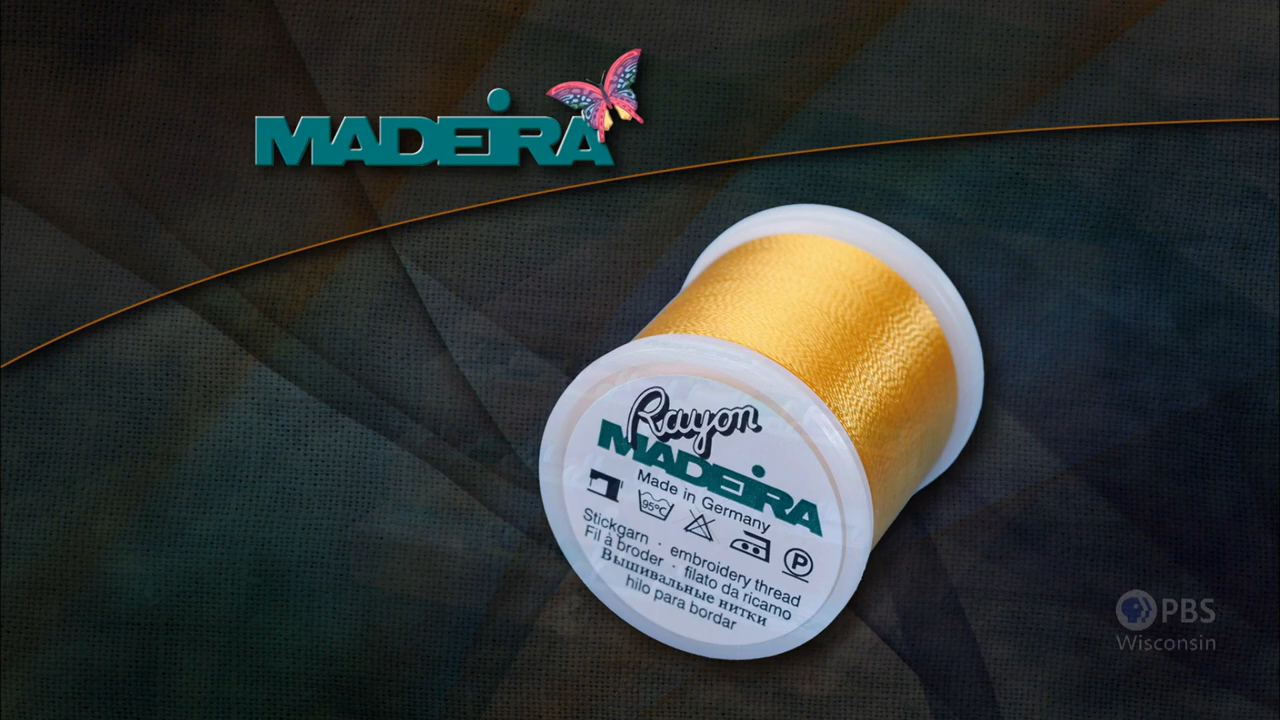 MADEIRA
Rayon
MADEIRA
Made in Germany
95°C
P
Stickgarn . embroidery thread
Fil à broder · filato da ricamo
Вышивальные нитки
hilo para bordar
PBS
Wisconsin